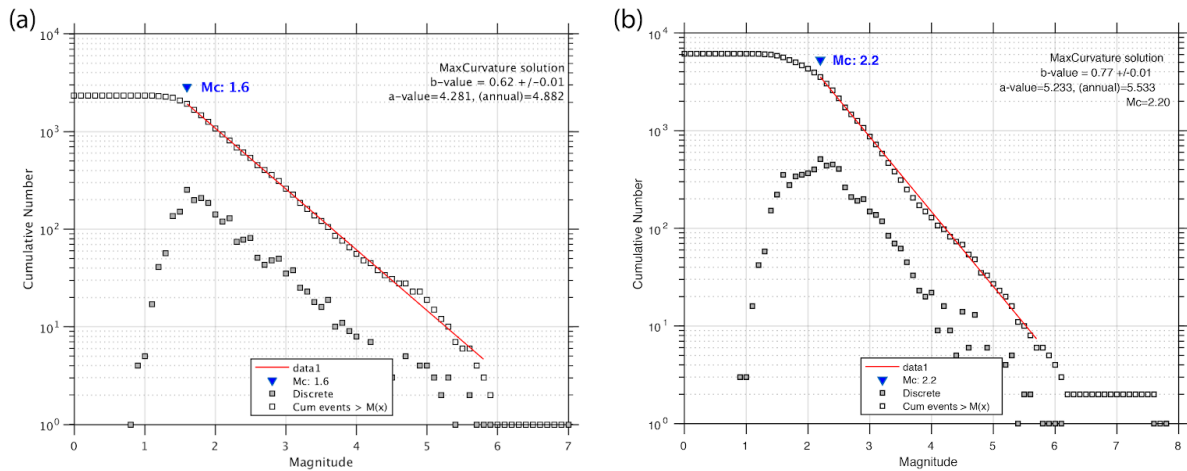 (a)
10^4
10^3
10^2
10^1
10^0
Cumulative Number
0 1 2 3 4 5 6 7
Magnitude
Mc: 1.6
MaxCurvature solution
b-value = 0.62 +/-0.01
a-value=4.281, (annual)=4.882
data1
Mc: 1.6
Discrete
Cum events > M(x)
(b)
10^4
10^3
10^2
10^1
10^0
Cumulative Number
0 1 2 3 4 5 6 7 8
Magnitude
Mc: 2.2
MaxCurvature solution
b-value = 0.77 +/-0.01
a-value=5.233, (annual)=5.533
Mc=2.20
data1
Mc: 2.2
Discrete
Cum events > M(x)